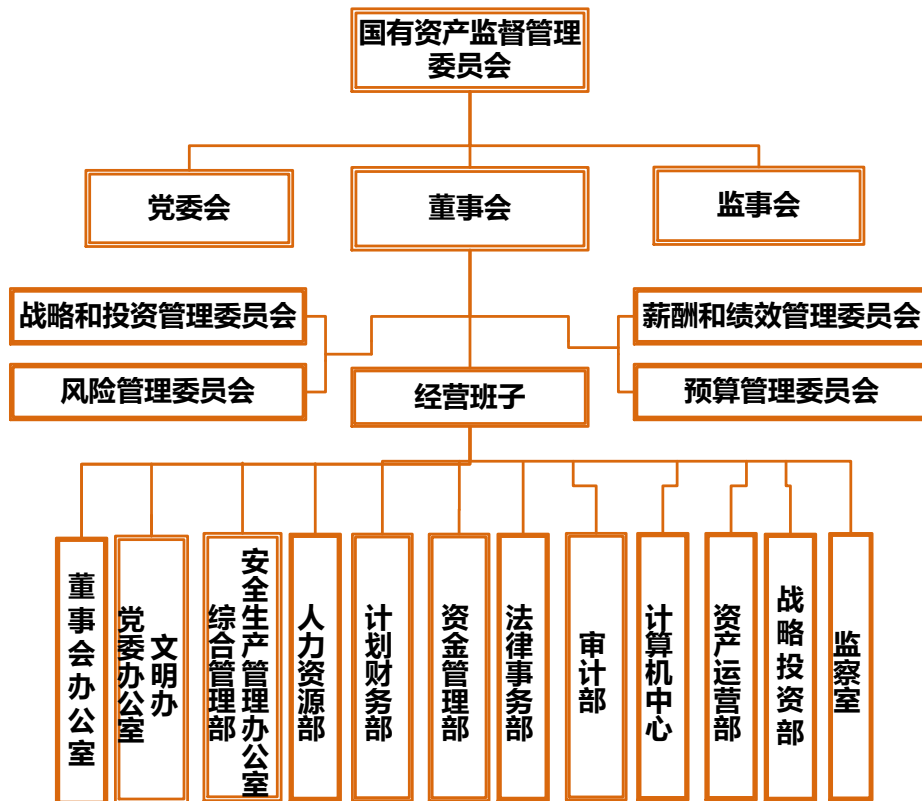 国有资产监督管理
委员会
党委会
董事会
监事会
战略和投资管理委员会
薪酬和绩效管理委员会
风险管理委员会
经营班子
预算管理委员会
董事会办公室
党委办公室
文明办
综合管理部
安全生产管理办公室
人力资源部
计划财务部
资金管理部
法律事务部
审计部
计算机中心
资产运营部
战略投资部
监察室